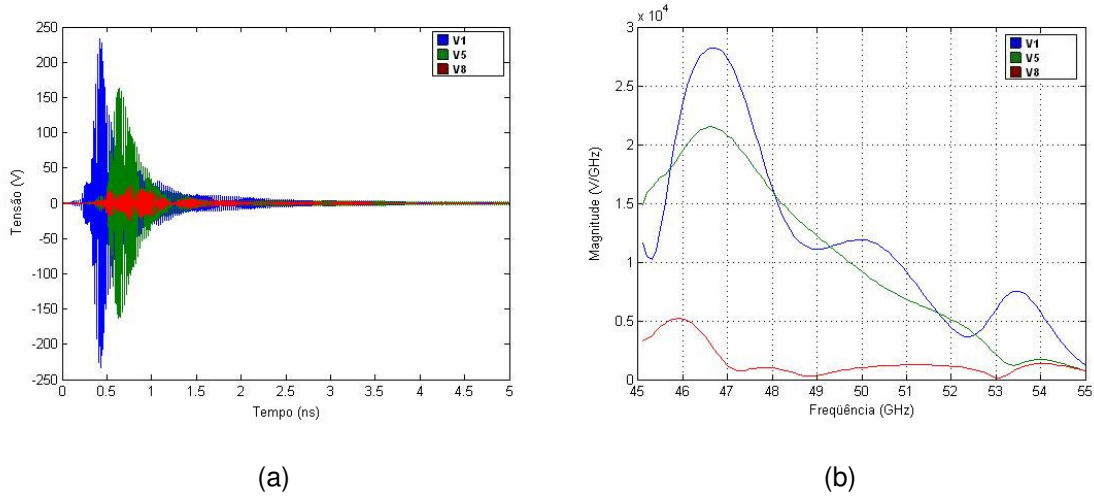 250
200
150
100
50
0
-50
-100
-150
-200
-250
Tensão (V)
V1
V5
V8
0 0.5 1 1.5 2 2.5 3 3.5 4 4.5 5
Tempo (ns)
(a)
x 10^4
3
2.5
2
1.5
1
0.5
0
Magnitude (V/GHz)
V1
V5
V8
45 46 47 48 49 50 51 52 53 54 55
Freqüência (GHz)
(b)